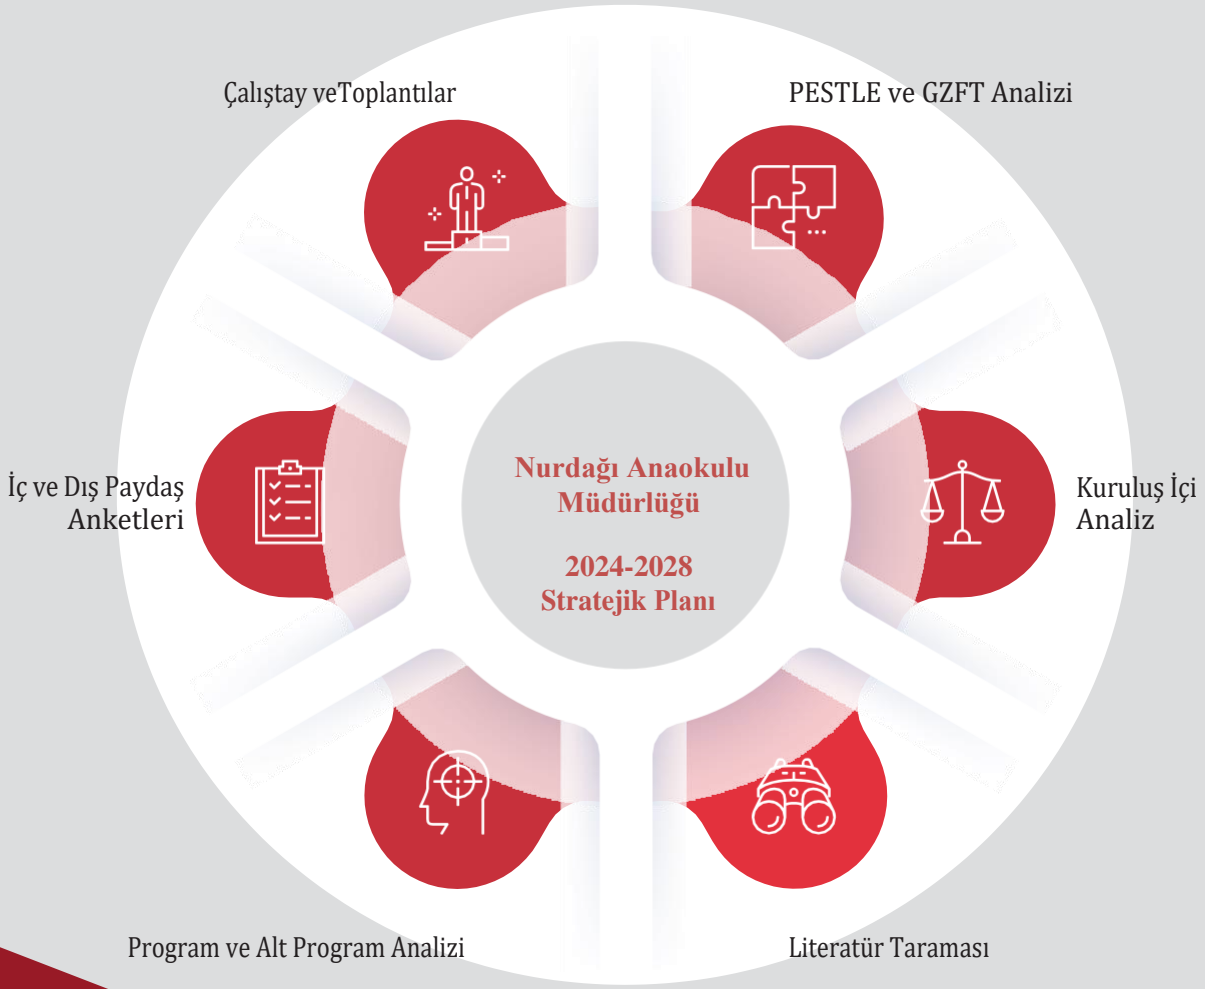 Çalıştay veToplantılar
PESTLE ve GZFT Analizi
İç ve Dış Paydaş
Anketleri
Nurdağı Anaokulu
Müdürlüğü
2024-2028
Stratejik Planı
Kuruluş İçi
Analiz
Program ve Alt Program Analizi
Literatür Taraması